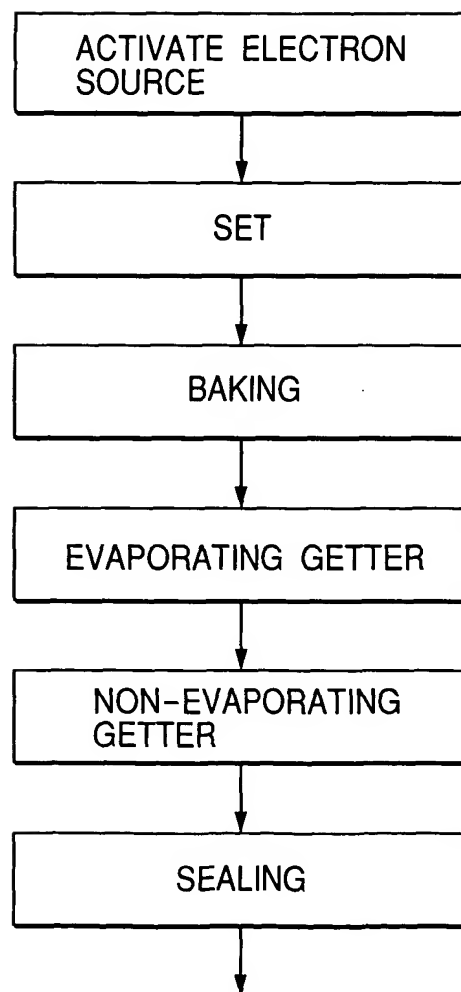 ACTIVATE ELECTRON
SOURCE
SET
BAKING
EVAPORATING GETTER
NON-EVAPORATING
GETTER
SEALING